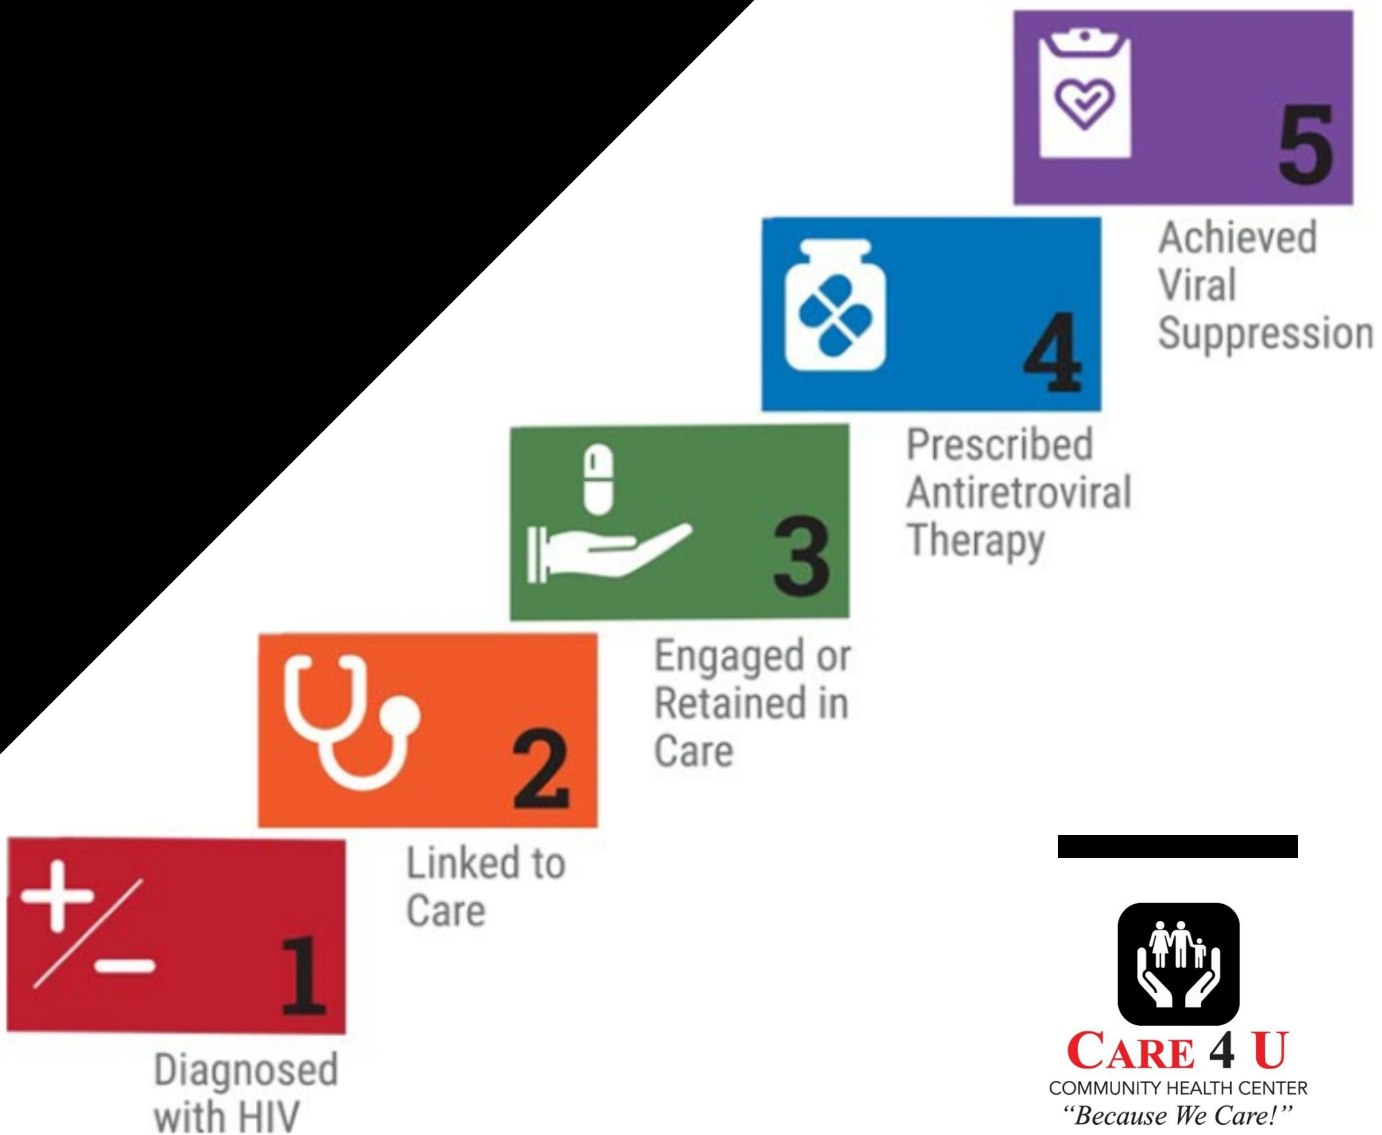 1
Diagnosed
with HIV
2
Linked to
Care
3
Engaged or
Retained in
Care
4
Prescribed
Antiretroviral
Therapy
5
Achieved
Viral
Suppression
CARE 4 U
COMMUNITY HEALTH CENTER
“Because We Care!”